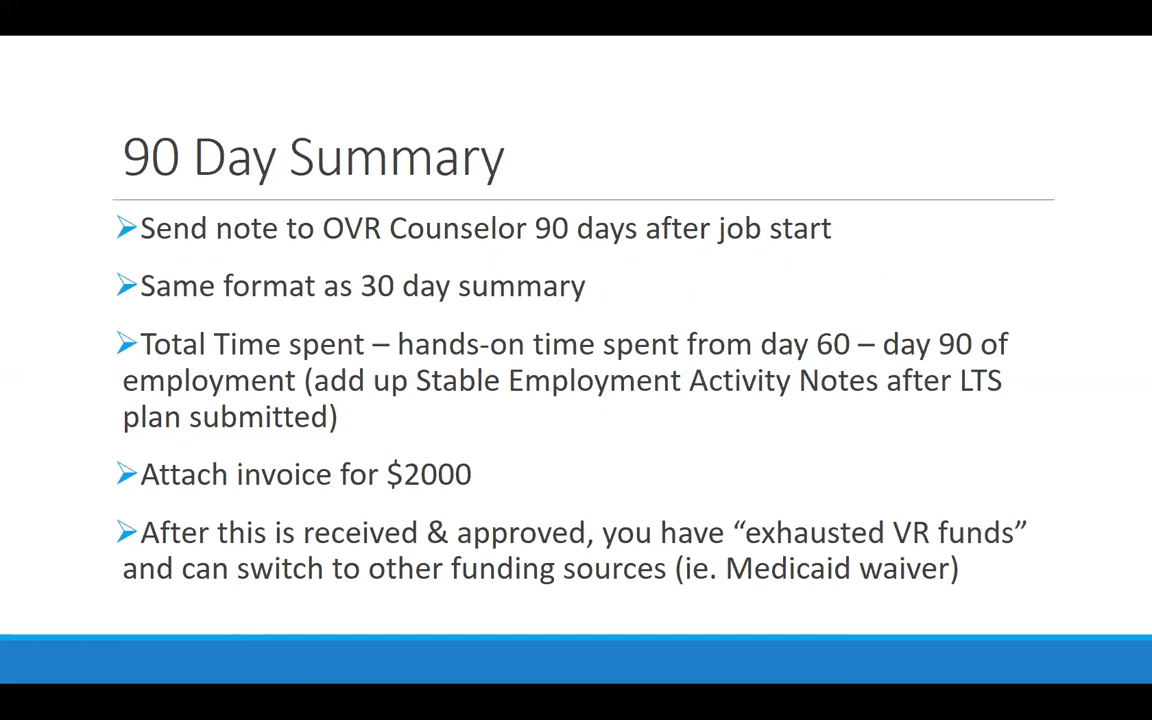 90 Day Summary
Send note to OVR Counselor 90 days after job start
Same format as 30 day summary
Total Time spent – hands-on time spent from day 60 – day 90 of
employment (add up Stable Employment Activity Notes after LTS
plan submitted)
Attach invoice for $2000
After this is received & approved, you have “exhausted VR funds”
and can switch to other funding sources (ie. Medicaid waiver)